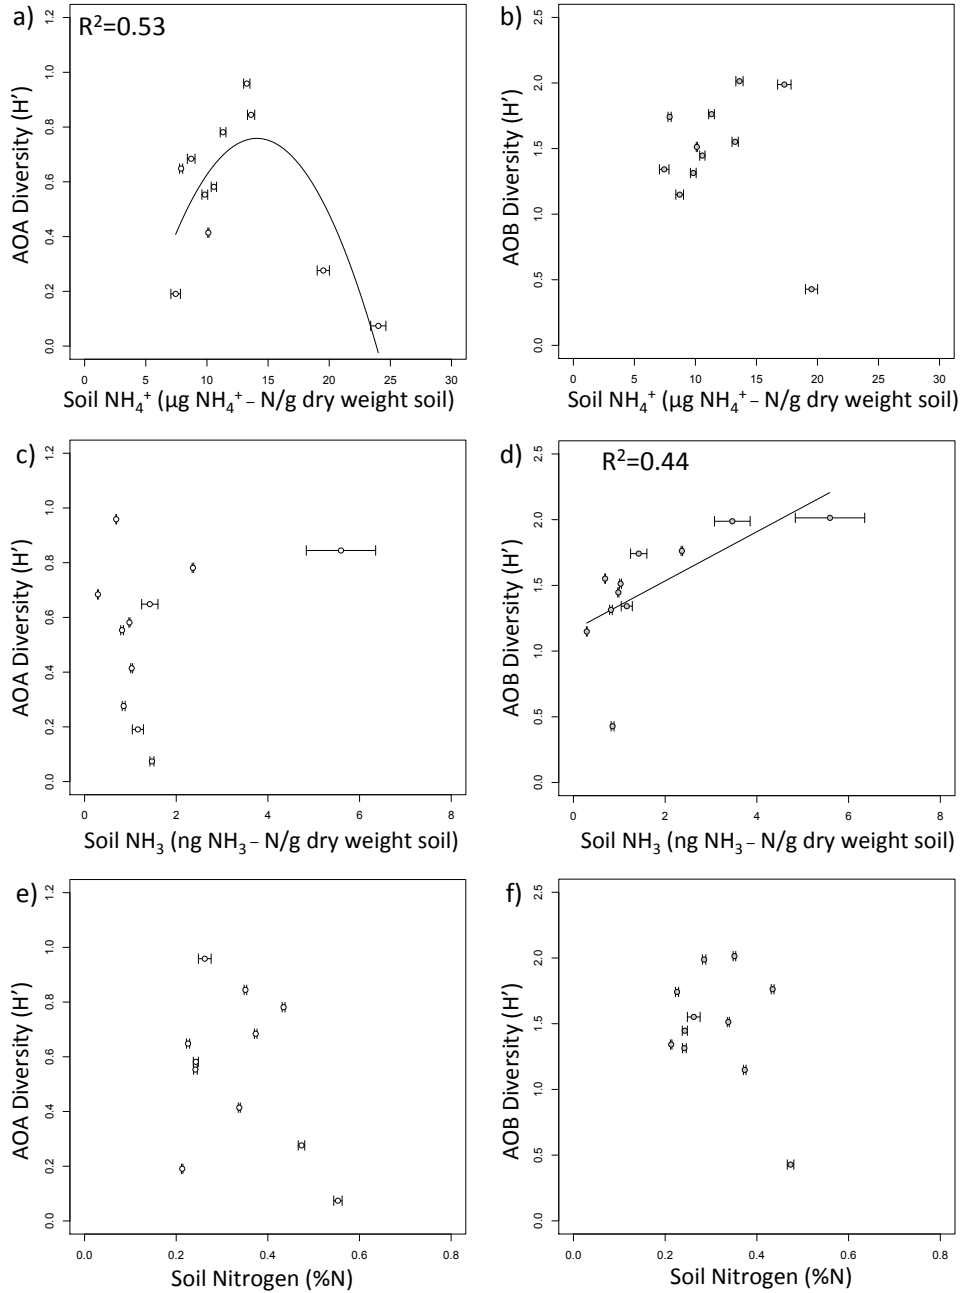 a)
R²=0.53
AOA Diversity (H')
0.0 0.2 0.4 0.6 0.8 1.0 1.2
0 5 10 15 20 25 30
Soil NH₄⁺ (µg NH₄⁺ – N/g dry weight soil)
b)
AOB Diversity (H')
0.0 0.5 1.0 1.5 2.0 2.5
0 5 10 15 20 25 30
Soil NH₄⁺ (µg NH₄⁺ – N/g dry weight soil)
c)
AOA Diversity (H')
0.0 0.2 0.4 0.6 0.8 1.0 1.2
0 2 4 6 8
Soil NH₃ (ng NH₃ – N/g dry weight soil)
d)
R²=0.44
AOB Diversity (H')
0.0 0.5 1.0 1.5 2.0 2.5
0 2 4 6 8
Soil NH₃ (ng NH₃ – N/g dry weight soil)
e)
AOA Diversity (H')
0.0 0.2 0.4 0.6 0.8 1.0 1.2
0.0 0.2 0.4 0.6 0.8
Soil Nitrogen (%N)
f)
AOB Diversity (H')
0.0 0.5 1.0 1.5 2.0 2.5
0.0 0.2 0.4 0.6 0.8
Soil Nitrogen (%N)